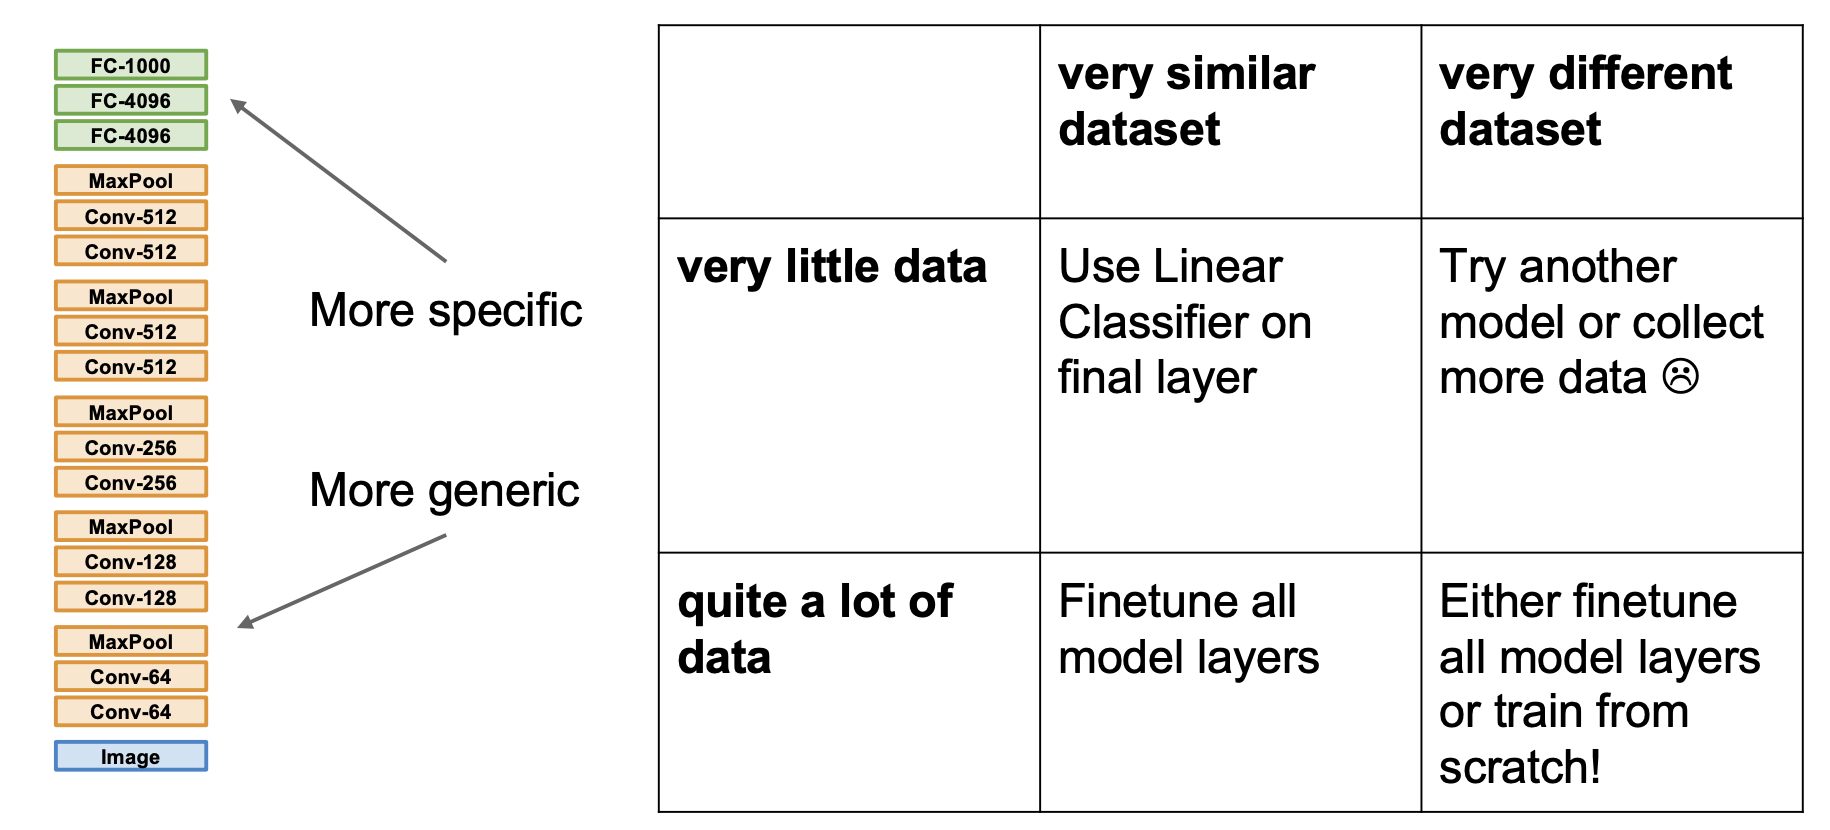 FC-1000
FC-4096
FC-4096
MaxPool
Conv-512
Conv-512
MaxPool
Conv-512
Conv-512
MaxPool
Conv-256
Conv-256
MaxPool
Conv-128
Conv-128
MaxPool
Conv-64
Conv-64
Image
More specific
More generic
very similar
dataset
very different
dataset
very little data
Use Linear
Classifier on
final layer
Try another
model or collect
more data ☹
quite a lot of
data
Finetune all
model layers
Either finetune
all model layers
or train from
scratch!